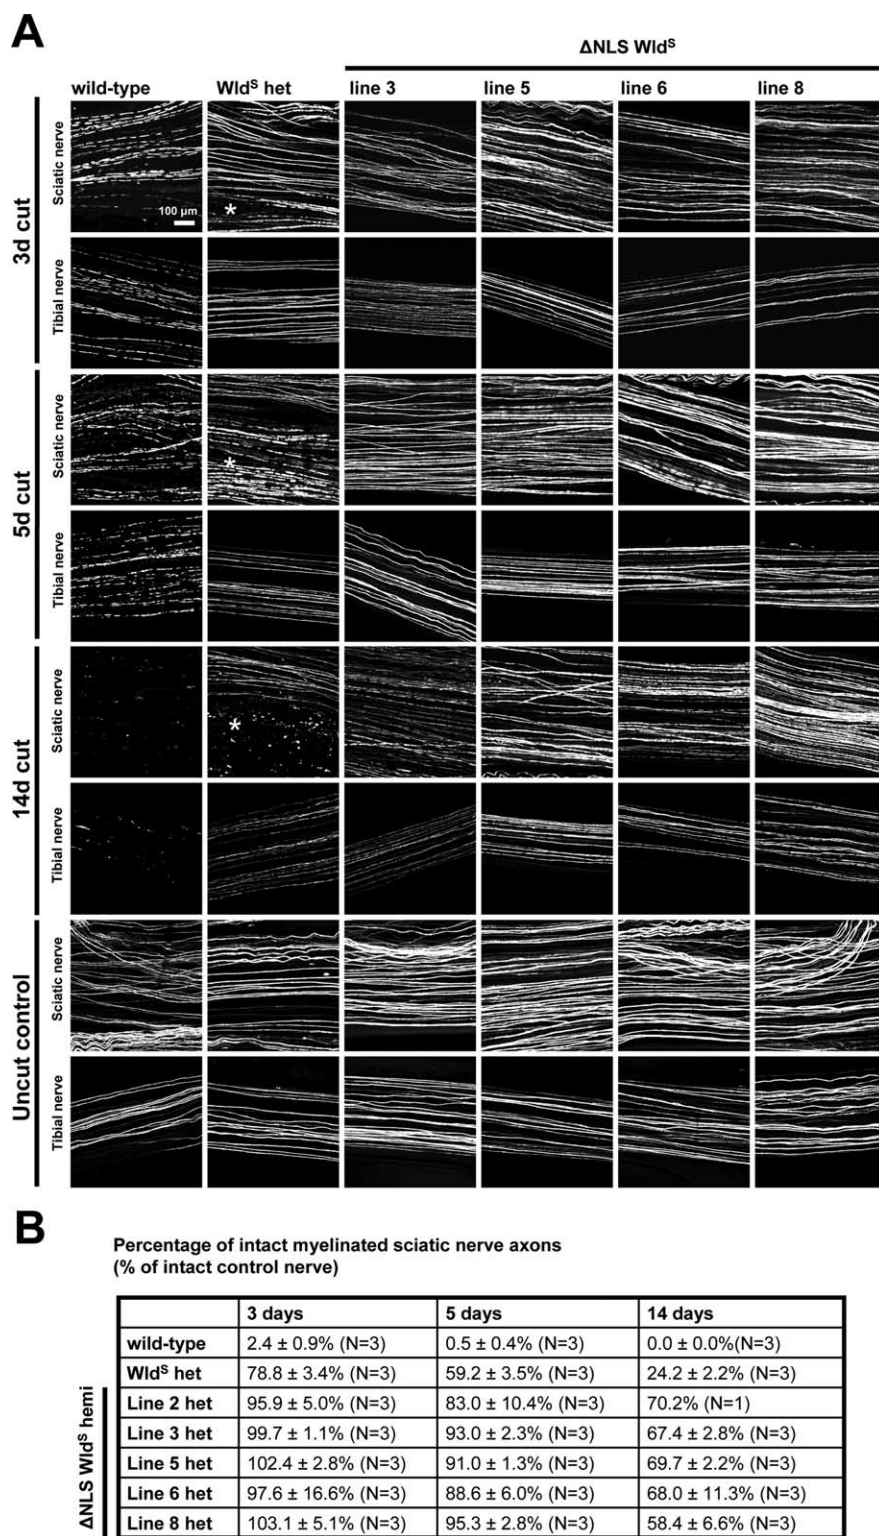 A
ΔNLS Wldˢ
wild-type Wldˢ het line 3 line 5 line 6 line 8
3d cut
Sciatic nerve
100 µm
*
Tibial nerve
5d cut
Sciatic nerve
*
Tibial nerve
14d cut
Sciatic nerve
*
Tibial nerve
Uncut control
Sciatic nerve
Tibial nerve
B
Percentage of intact myelinated sciatic nerve axons
(% of intact control nerve)
3 days 5 days 14 days
wild-type 2.4 ± 0.9% (N=3) 0.5 ± 0.4% (N=3) 0.0 ± 0.0%(N=3)
Wldˢ het 78.8 ± 3.4% (N=3) 59.2 ± 3.5% (N=3) 24.2 ± 2.2% (N=3)
ΔNLS Wldˢ hemi
Line 2 het 95.9 ± 5.0% (N=3) 83.0 ± 10.4% (N=3) 70.2% (N=1)
Line 3 het 99.7 ± 1.1% (N=3) 93.0 ± 2.3% (N=3) 67.4 ± 2.8% (N=3)
Line 5 het 102.4 ± 2.8% (N=3) 91.0 ± 1.3% (N=3) 69.7 ± 2.2% (N=3)
Line 6 het 97.6 ± 16.6% (N=3) 88.6 ± 6.0% (N=3) 68.0 ± 11.3% (N=3)
Line 8 het 103.1 ± 5.1% (N=3) 95.3 ± 2.8% (N=3) 58.4 ± 6.6% (N=3)